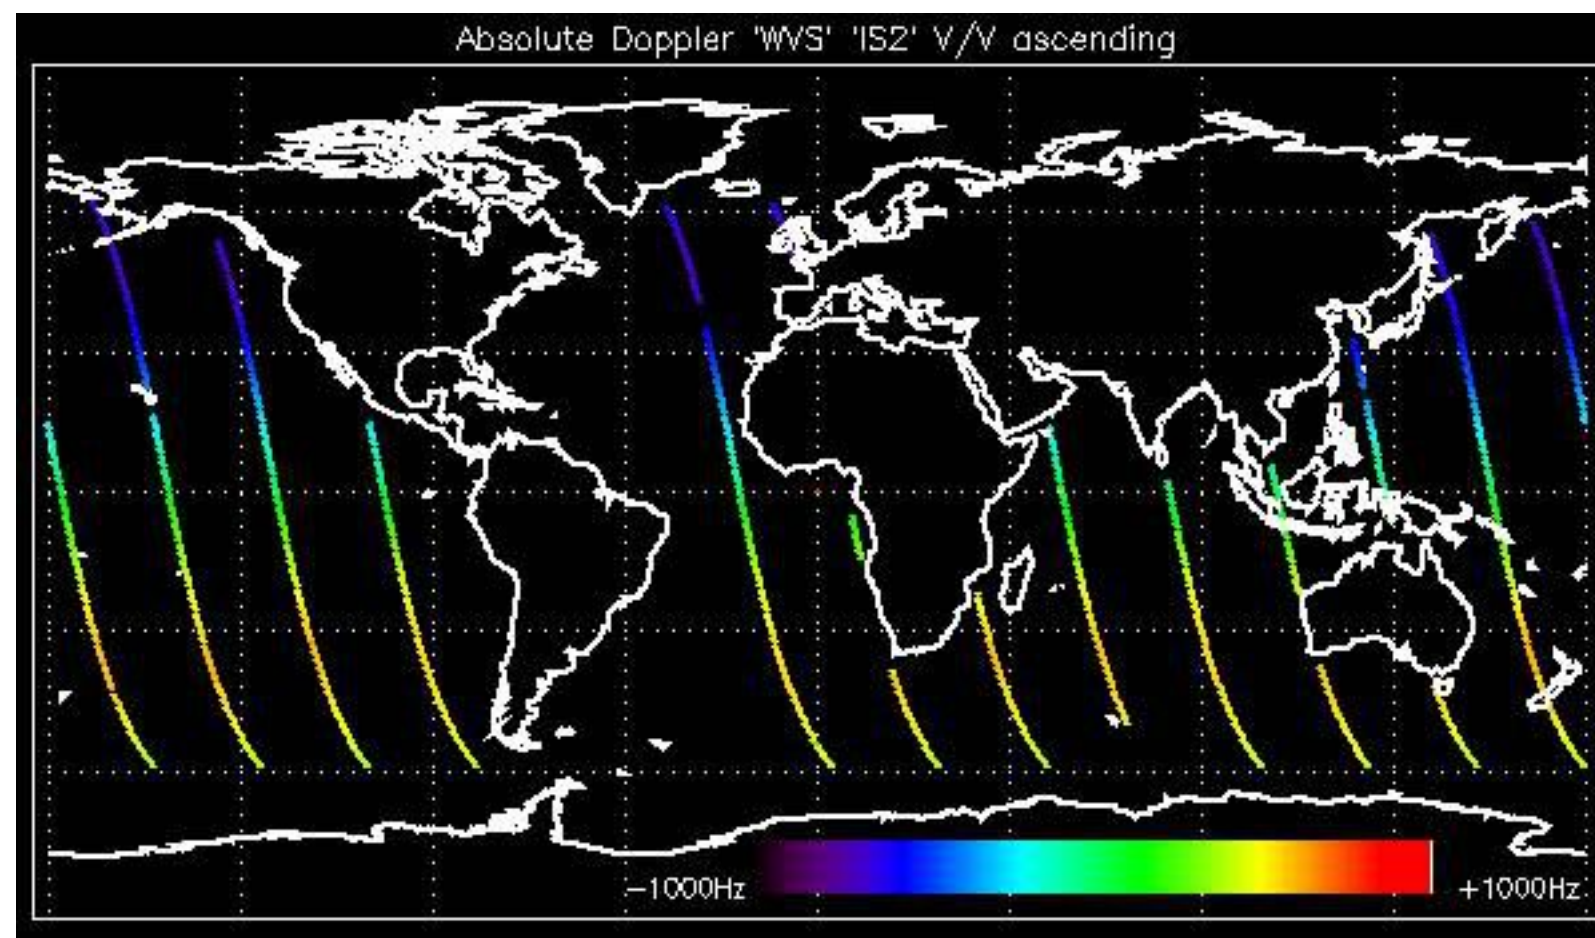 Absolute Doppler 'WVS' 'IS2' V/V ascending
−1000Hz
+1000Hz